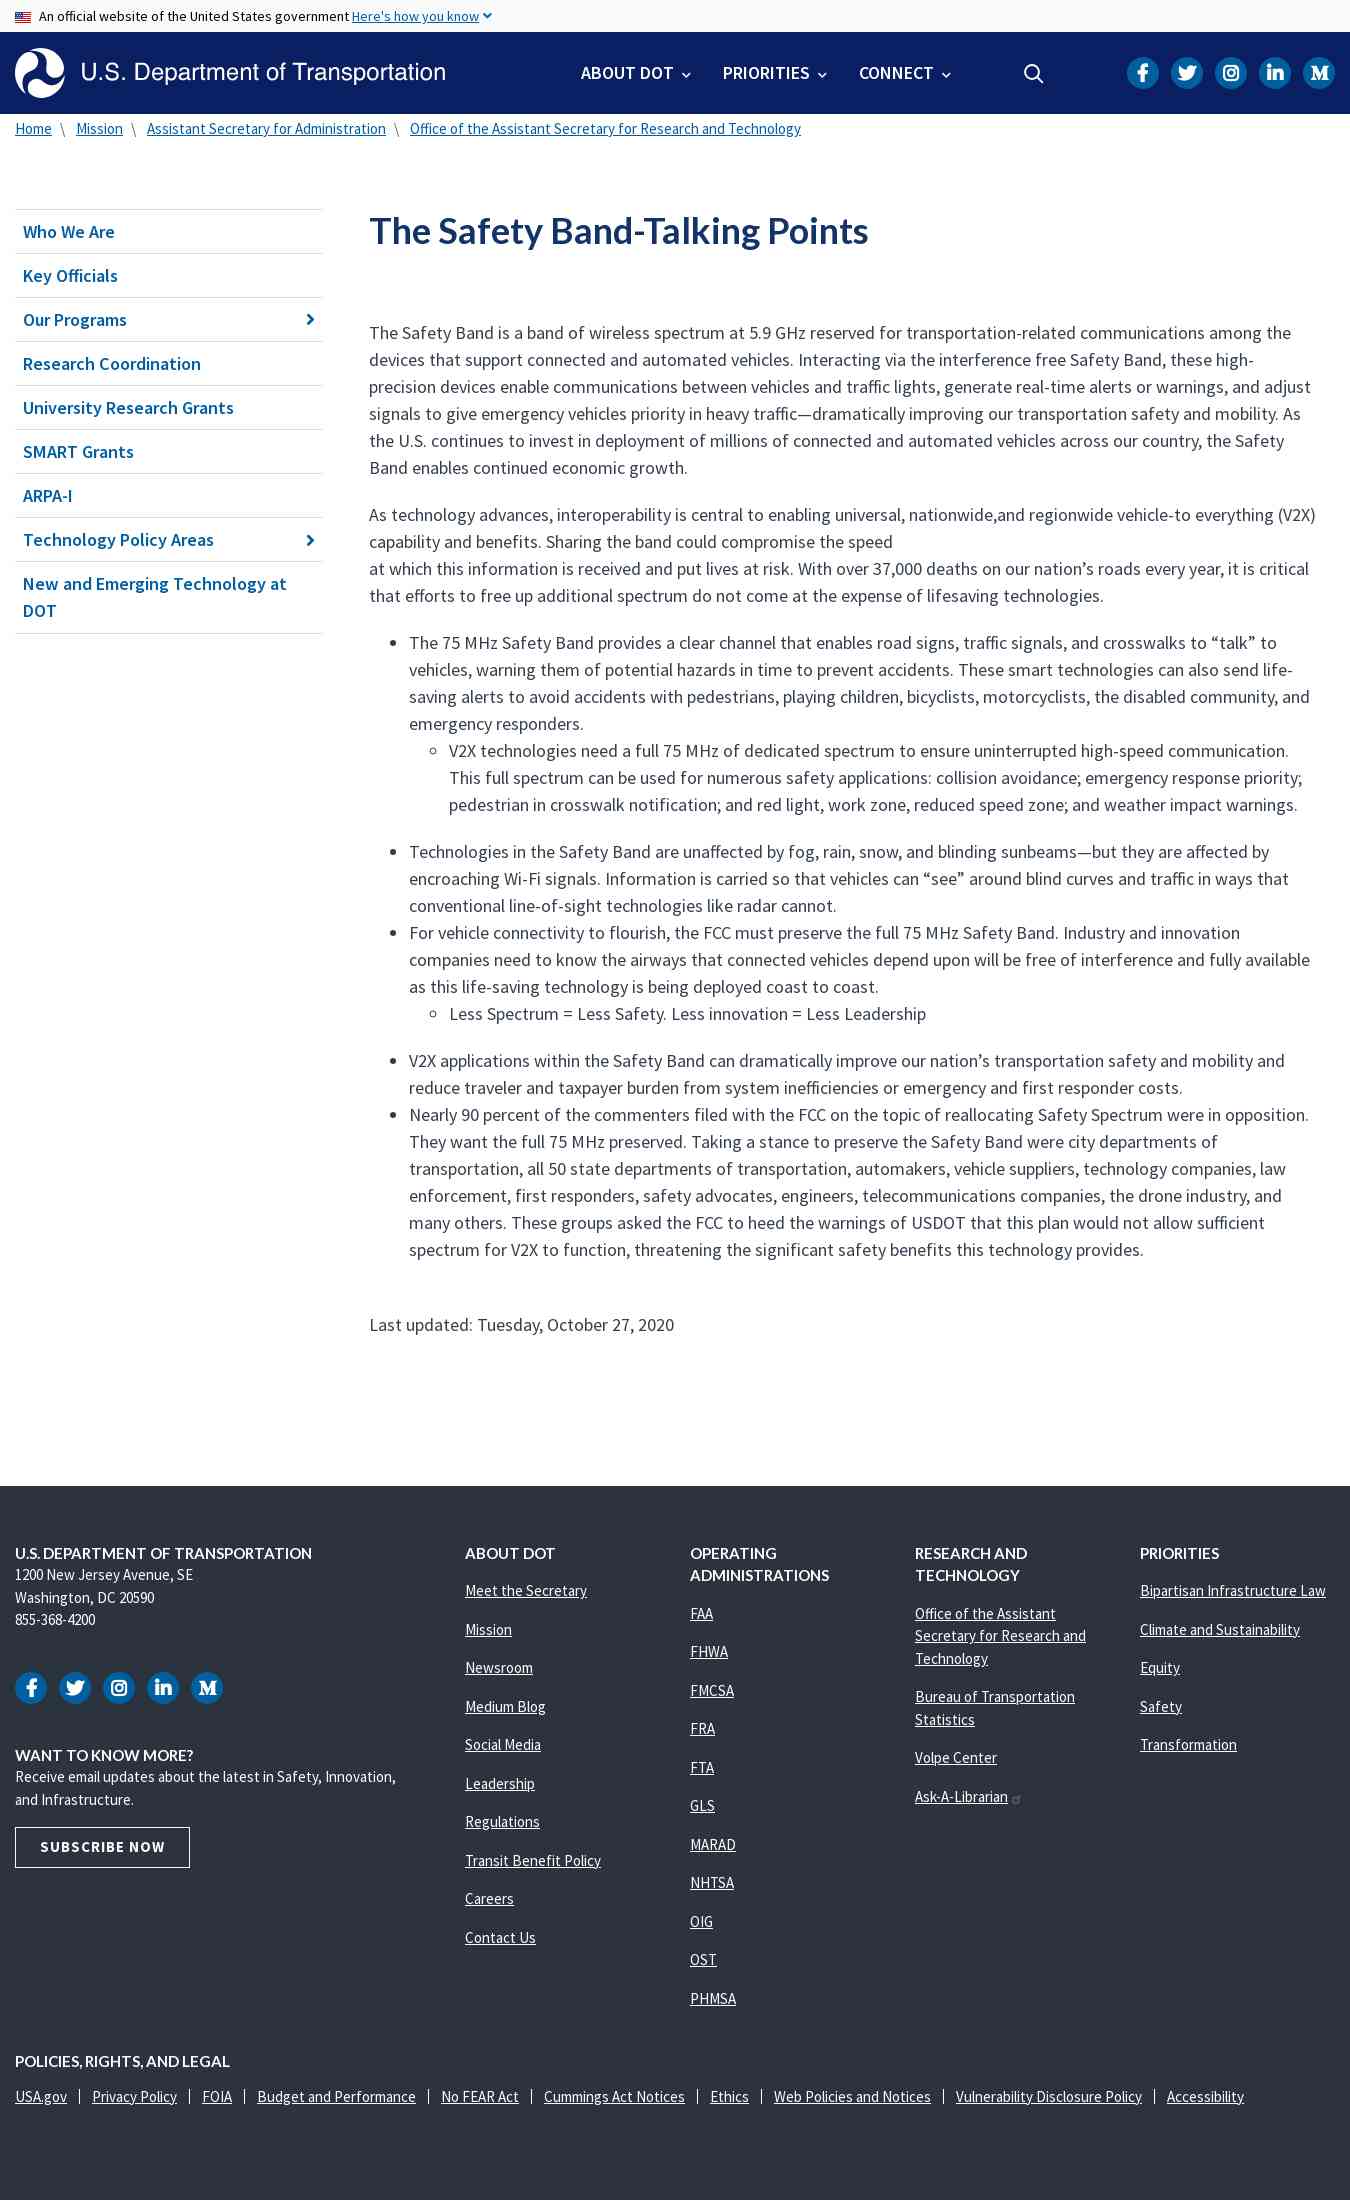 An official website of the United States government Here's how you know
U.S. Department of Transportation
ABOUT DOT PRIORITIES CONNECT
Home \ Mission \ Assistant Secretary for Administration \ Office of the Assistant Secretary for Research and Technology
Who We Are
Key Officials
Our Programs
Research Coordination
University Research Grants
SMART Grants
ARPA-I
Technology Policy Areas
New and Emerging Technology at
DOT
The Safety Band-Talking Points
The Safety Band is a band of wireless spectrum at 5.9 GHz reserved for transportation-related communications among the
devices that support connected and automated vehicles. Interacting via the interference free Safety Band, these high-
precision devices enable communications between vehicles and traffic lights, generate real-time alerts or warnings, and adjust
signals to give emergency vehicles priority in heavy traffic—dramatically improving our transportation safety and mobility. As
the U.S. continues to invest in deployment of millions of connected and automated vehicles across our country, the Safety
Band enables continued economic growth.
As technology advances, interoperability is central to enabling universal, nationwide,and regionwide vehicle-to everything (V2X)
capability and benefits. Sharing the band could compromise the speed
at which this information is received and put lives at risk. With over 37,000 deaths on our nation’s roads every year, it is critical
that efforts to free up additional spectrum do not come at the expense of lifesaving technologies.
• The 75 MHz Safety Band provides a clear channel that enables road signs, traffic signals, and crosswalks to “talk” to
vehicles, warning them of potential hazards in time to prevent accidents. These smart technologies can also send life-
saving alerts to avoid accidents with pedestrians, playing children, bicyclists, motorcyclists, the disabled community, and
emergency responders.
◦ V2X technologies need a full 75 MHz of dedicated spectrum to ensure uninterrupted high-speed communication.
This full spectrum can be used for numerous safety applications: collision avoidance; emergency response priority;
pedestrian in crosswalk notification; and red light, work zone, reduced speed zone; and weather impact warnings.
• Technologies in the Safety Band are unaffected by fog, rain, snow, and blinding sunbeams—but they are affected by
encroaching Wi-Fi signals. Information is carried so that vehicles can “see” around blind curves and traffic in ways that
conventional line-of-sight technologies like radar cannot.
• For vehicle connectivity to flourish, the FCC must preserve the full 75 MHz Safety Band. Industry and innovation
companies need to know the airways that connected vehicles depend upon will be free of interference and fully available
as this life-saving technology is being deployed coast to coast.
◦ Less Spectrum = Less Safety. Less innovation = Less Leadership
• V2X applications within the Safety Band can dramatically improve our nation’s transportation safety and mobility and
reduce traveler and taxpayer burden from system inefficiencies or emergency and first responder costs.
• Nearly 90 percent of the commenters filed with the FCC on the topic of reallocating Safety Spectrum were in opposition.
They want the full 75 MHz preserved. Taking a stance to preserve the Safety Band were city departments of
transportation, all 50 state departments of transportation, automakers, vehicle suppliers, technology companies, law
enforcement, first responders, safety advocates, engineers, telecommunications companies, the drone industry, and
many others. These groups asked the FCC to heed the warnings of USDOT that this plan would not allow sufficient
spectrum for V2X to function, threatening the significant safety benefits this technology provides.
Last updated: Tuesday, October 27, 2020
U.S. DEPARTMENT OF TRANSPORTATION
1200 New Jersey Avenue, SE
Washington, DC 20590
855-368-4200
WANT TO KNOW MORE?
Receive email updates about the latest in Safety, Innovation,
and Infrastructure.
SUBSCRIBE NOW
ABOUT DOT
Meet the Secretary
Mission
Newsroom
Medium Blog
Social Media
Leadership
Regulations
Transit Benefit Policy
Careers
Contact Us
OPERATING
ADMINISTRATIONS
FAA
FHWA
FMCSA
FRA
FTA
GLS
MARAD
NHTSA
OIG
OST
PHMSA
RESEARCH AND
TECHNOLOGY
Office of the Assistant
Secretary for Research and
Technology
Bureau of Transportation
Statistics
Volpe Center
Ask-A-Librarian
PRIORITIES
Bipartisan Infrastructure Law
Climate and Sustainability
Equity
Safety
Transformation
POLICIES, RIGHTS, AND LEGAL
USA.gov | Privacy Policy | FOIA | Budget and Performance | No FEAR Act | Cummings Act Notices | Ethics | Web Policies and Notices | Vulnerability Disclosure Policy | Accessibility